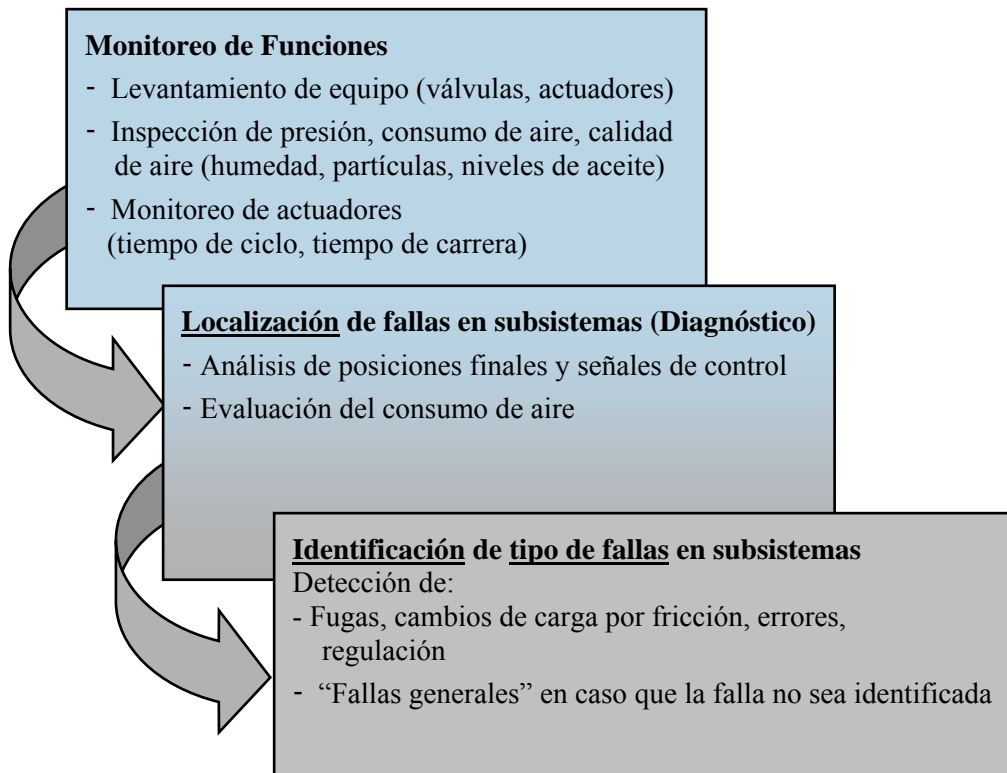 Monitoreo de Funciones
- Levantamiento de equipo (válvulas, actuadores)
- Inspección de presión, consumo de aire, calidad
de aire (humedad, partículas, niveles de aceite)
- Monitoreo de actuadores
(tiempo de ciclo, tiempo de carrera)
Localización de fallas en subsistemas (Diagnóstico)
- Análisis de posiciones finales y señales de control
- Evaluación del consumo de aire
Identificación de tipo de fallas en subsistemas
Detección de:
- Fugas, cambios de carga por fricción, errores,
regulación
- “Fallas generales” en caso que la falla no sea identificada